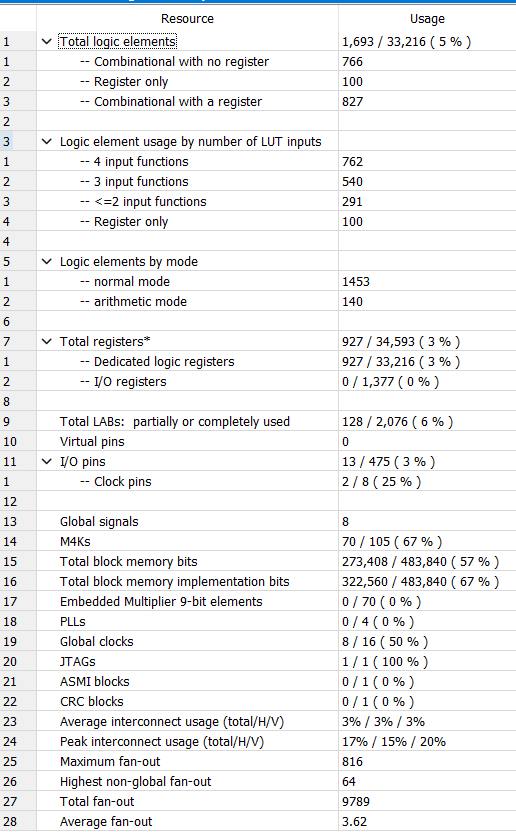 Resource Usage
1 Total logic elements 1,693 / 33,216 ( 5 % )
1 -- Combinational with no register 766
2 -- Register only 100
3 -- Combinational with a register 827
2
3 Logic element usage by number of LUT inputs
1 -- 4 input functions 762
2 -- 3 input functions 540
3 -- <=2 input functions 291
4 -- Register only 100
4
5 Logic elements by mode
1 -- normal mode 1453
2 -- arithmetic mode 140
6
7 Total registers* 927 / 34,593 ( 3 % )
1 -- Dedicated logic registers 927 / 33,216 ( 3 % )
2 -- I/O registers 0 / 1,377 ( 0 % )
8
9 Total LABs:  partially or completely used 128 / 2,076 ( 6 % )
10 Virtual pins 0
11 I/O pins 13 / 475 ( 3 % )
1 -- Clock pins 2 / 8 ( 25 % )
12
13 Global signals 8
14 M4Ks 70 / 105 ( 67 % )
15 Total block memory bits 273,408 / 483,840 ( 57 % )
16 Total block memory implementation bits 322,560 / 483,840 ( 67 % )
17 Embedded Multiplier 9-bit elements 0 / 70 ( 0 % )
18 PLLs 0 / 4 ( 0 % )
19 Global clocks 8 / 16 ( 50 % )
20 JTAGs 1 / 1 ( 100 % )
21 ASMI blocks 0 / 1 ( 0 % )
22 CRC blocks 0 / 1 ( 0 % )
23 Average interconnect usage (total/H/V) 3% / 3% / 3%
24 Peak interconnect usage (total/H/V) 17% / 15% / 20%
25 Maximum fan-out 816
26 Highest non-global fan-out 64
27 Total fan-out 9789
28 Average fan-out 3.62